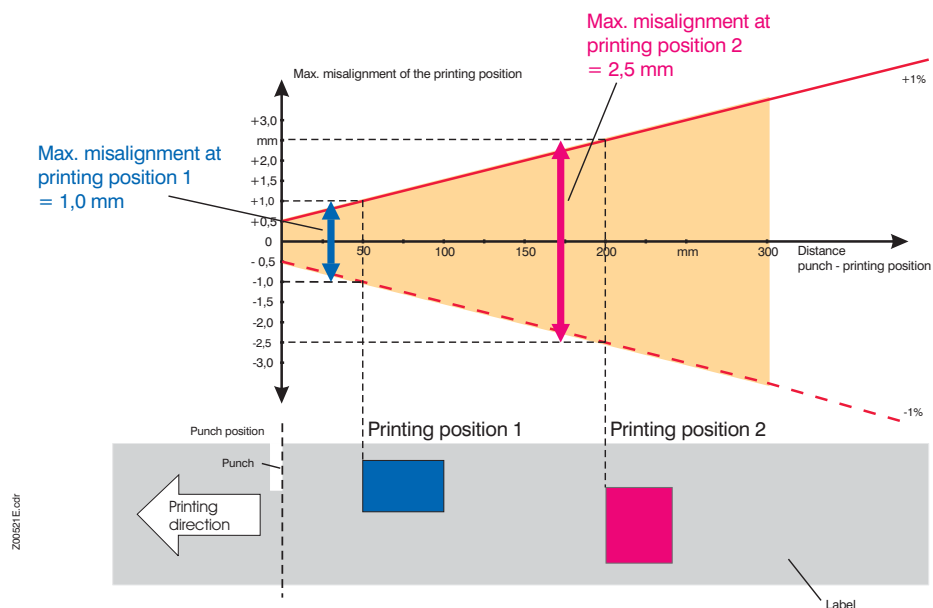 Max. misalignment at
printing position 2
= 2,5 mm
Max. misalignment of the printing position
+1%
+3,0
mm
+2,0
+1,5
+1,0
+0,5
0
- 0,5
-1,0
-1,5
-2,0
-2,5
-3,0
Max. misalignment at
printing position 1
= 1,0 mm
50
100
150
200
mm
300
Distance
punch - printing position
-1%
Punch position
Printing position 1
Printing position 2
Punch
Printing
direction
Z00521E.cdr
Label